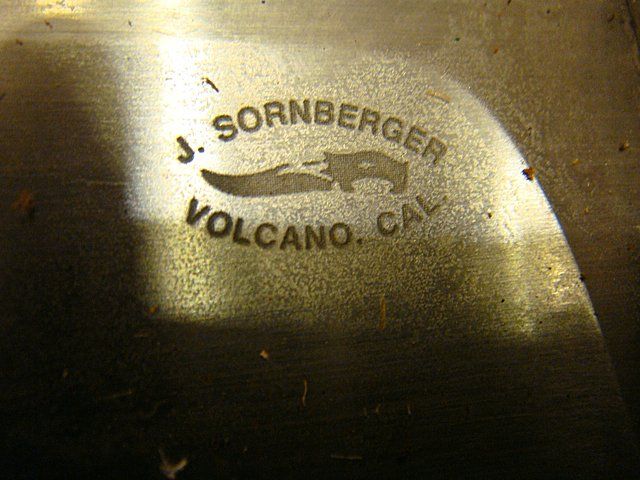 J. SORNBERGER
VOLCANO, CAL.